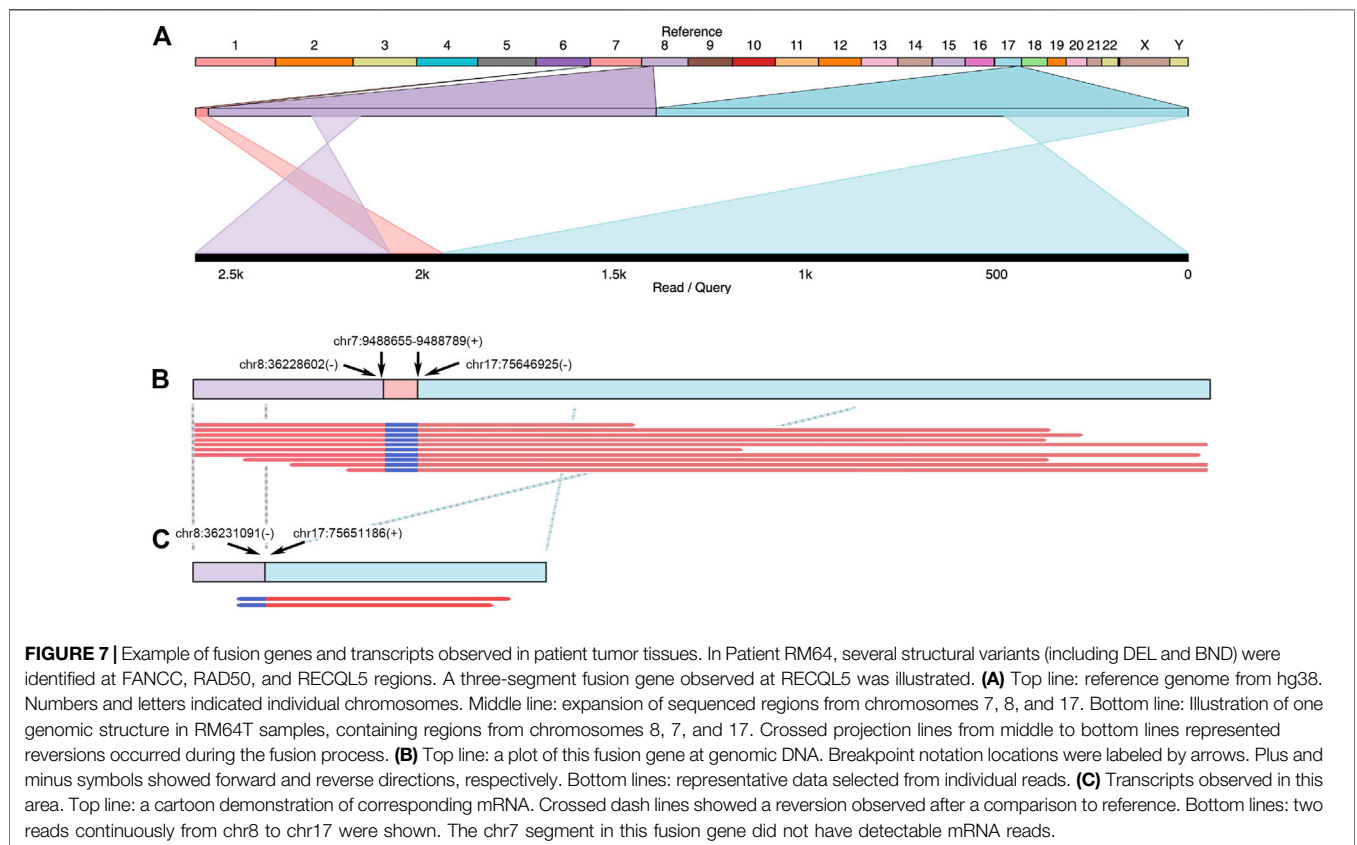 A
Reference
1 2 3 4 5 6 7 8 9 10 11 12 13 14 15 16 17 18 19 20 21 22 X Y
2.5k 2k 1.5k 1k 500 0
Read / Query
chr7:9488655-9488789(+)
chr8:36228602(-) chr17:75646925(-)
B
chr8:36231091(-) chr17:75651186(+)
C
FIGURE 7 | Example of fusion genes and transcripts observed in patient tumor tissues. In Patient RM64, several structural variants (including DEL and BND) were
identified at FANCC, RAD50, and RECQL5 regions. A three-segment fusion gene observed at RECQL5 was illustrated. (A) Top line: reference genome from hg38.
Numbers and letters indicated individual chromosomes. Middle line: expansion of sequenced regions from chromosomes 7, 8, and 17. Bottom line: Illustration of one
genomic structure in RM64T samples, containing regions from chromosomes 8, 7, and 17. Crossed projection lines from middle to bottom lines represented
reversions occurred during the fusion process. (B) Top line: a plot of this fusion gene at genomic DNA. Breakpoint notation locations were labeled by arrows. Plus and
minus symbols showed forward and reverse directions, respectively. Bottom lines: representative data selected from individual reads. (C) Transcripts observed in this
area. Top line: a cartoon demonstration of corresponding mRNA. Crossed dash lines showed a reversion observed after a comparison to reference. Bottom lines: two
reads continuously from chr8 to chr17 were shown. The chr7 segment in this fusion gene did not have detectable mRNA reads.